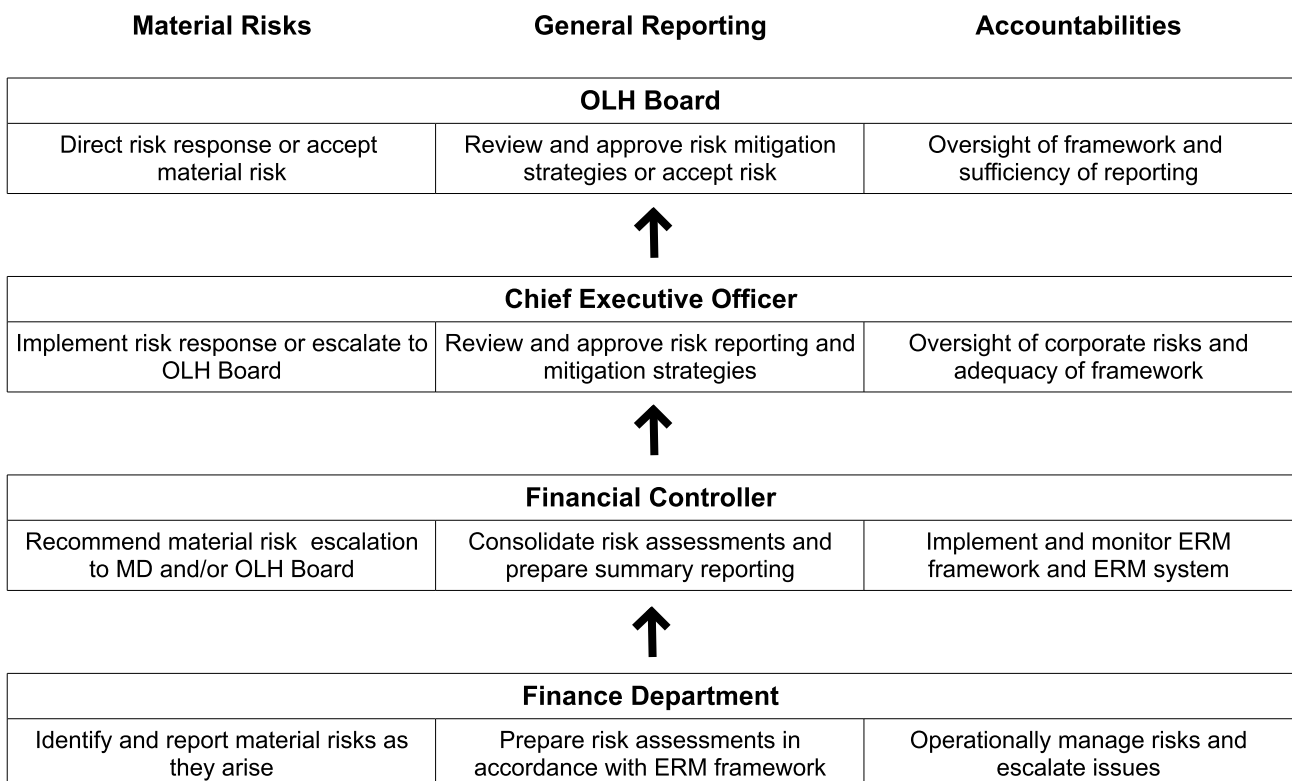 Material Risks
General Reporting
Accountabilities
OLH Board
Direct risk response or accept
material risk
Review and approve risk mitigation
strategies or accept risk
Oversight of framework and
sufficiency of reporting
Chief Executive Officer
Implement risk response or escalate to
OLH Board
Review and approve risk reporting and
mitigation strategies
Oversight of corporate risks and
adequacy of framework
Financial Controller
Recommend material risk  escalation
to MD and/or OLH Board
Consolidate risk assessments and
prepare summary reporting
Implement and monitor ERM
framework and ERM system
Finance Department
Identify and report material risks as
they arise
Prepare risk assessments in
accordance with ERM framework
Operationally manage risks and
escalate issues